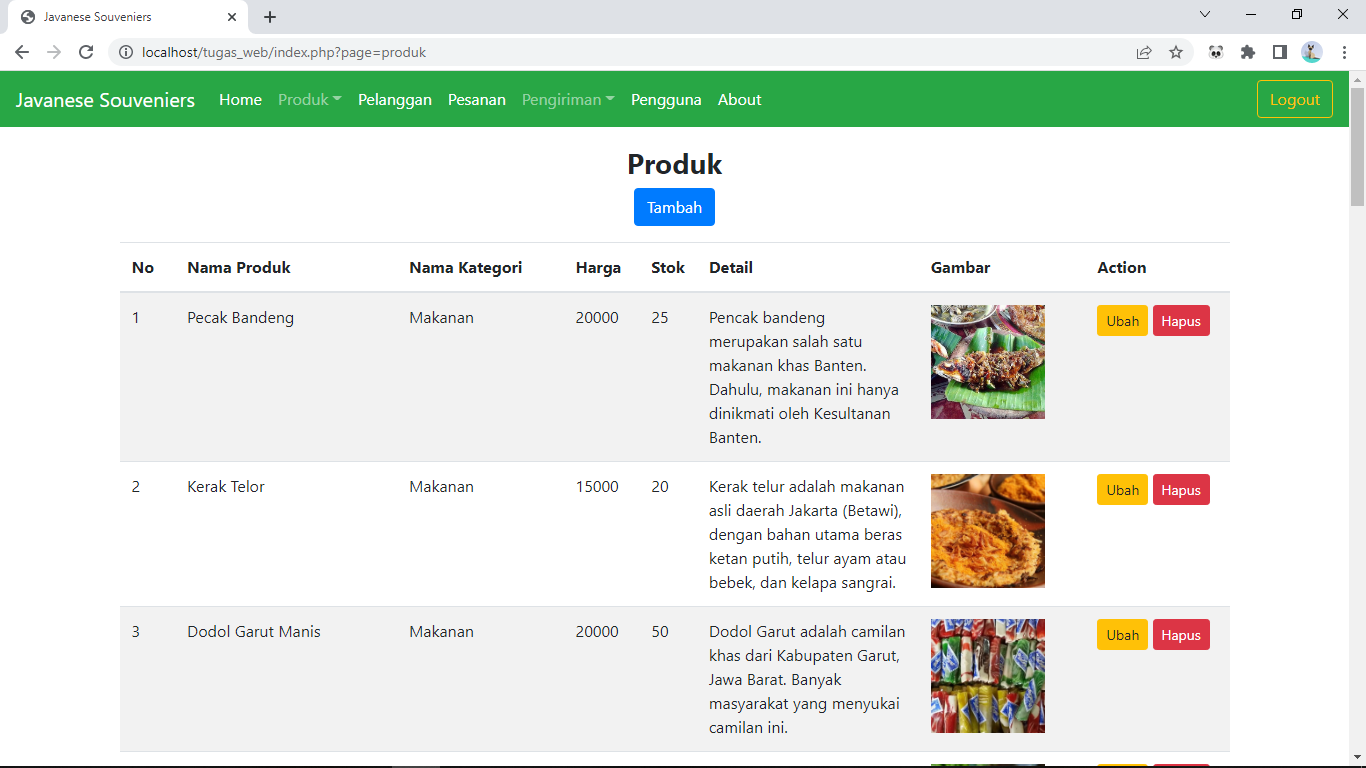 Javanese Souveniers
localhost/tugas_web/index.php?page=produk
Javanese Souveniers Home Produk Pelanggan Pesanan Pengiriman Pengguna About Logout
Produk
Tambah
No Nama Produk Nama Kategori Harga Stok Detail Gambar Action
1 Pecak Bandeng Makanan 20000 25 Pencak bandeng Ubah Hapus
merupakan salah satu
makanan khas Banten.
Dahulu, makanan ini hanya
dinikmati oleh Kesultanan
Banten.
2 Kerak Telor Makanan 15000 20 Kerak telur adalah makanan Ubah Hapus
asli daerah Jakarta (Betawi),
dengan bahan utama beras
ketan putih, telur ayam atau
bebek, dan kelapa sangrai.
3 Dodol Garut Manis Makanan 20000 50 Dodol Garut adalah camilan Ubah Hapus
khas dari Kabupaten Garut,
Jawa Barat. Banyak
masyarakat yang menyukai
camilan ini.